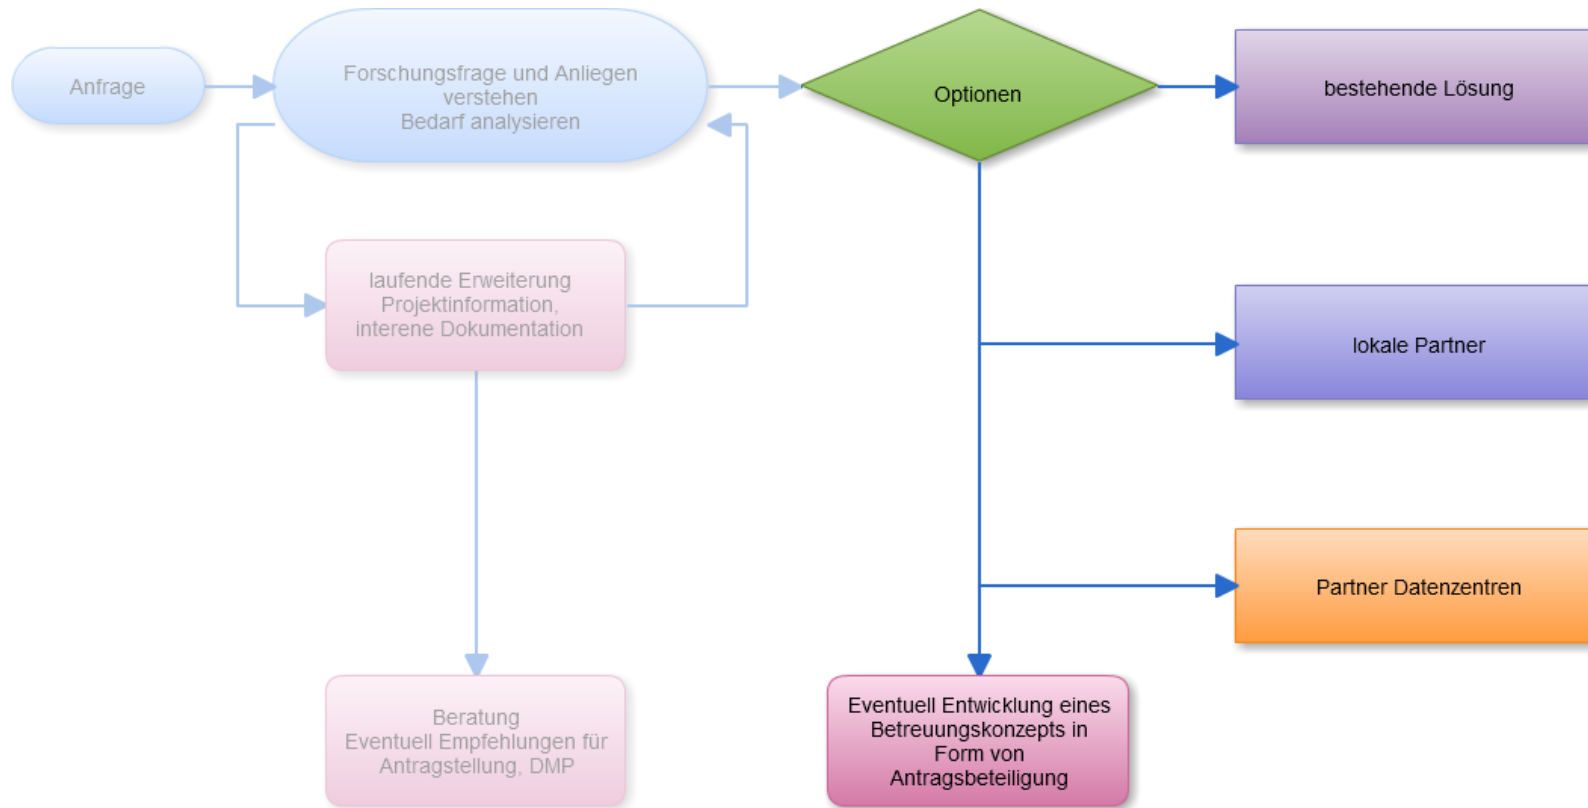 Anfrage
Forschungsfrage und Anliegen
verstehen
Bedarf analysieren
Optionen
bestehende Lösung
laufende Erweiterung
Projektinformation,
interene Dokumentation
lokale Partner
Partner Datenzentren
Beratung
Eventuell Empfehlungen für
Antragstellung, DMP
Eventuell Entwicklung eines
Betreuungskonzepts in
Form von
Antragsbeteiligung